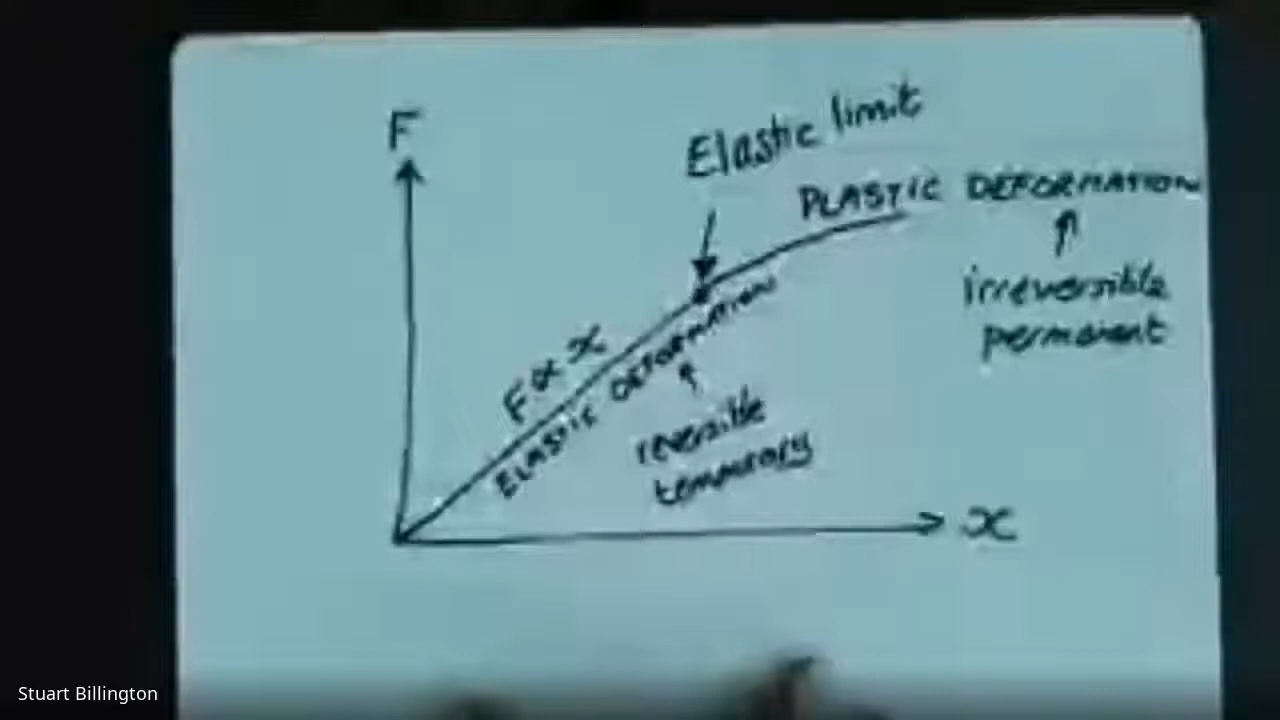 F
Elastic limit
PLASTIC DEFORMATION
irreversible
permanent
F ∝ x
ELASTIC DEFORMATION
reversible
temporary
x
Stuart Billington